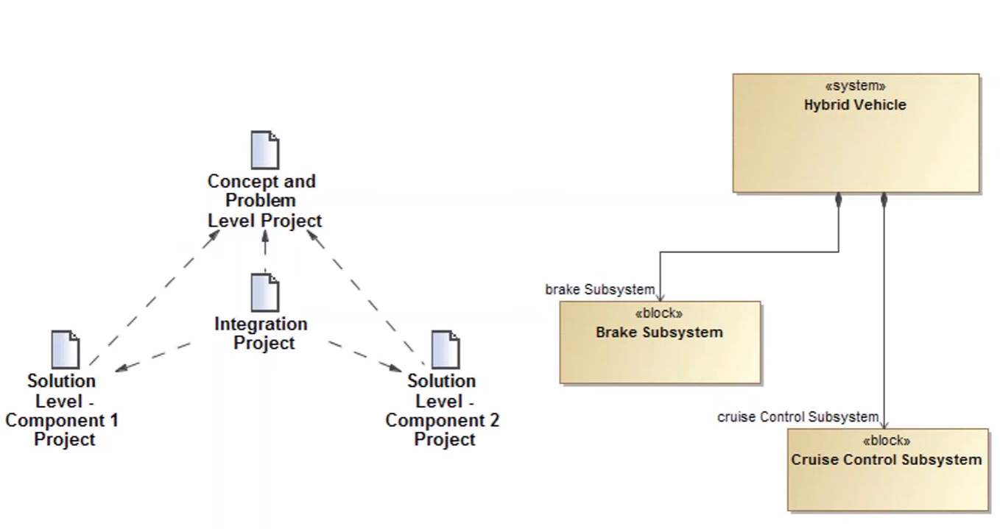 Concept and
Problem
Level Project
Integration
Project
Solution
Level -
Component 1
Project
Solution
Level -
Component 2
Project
«system»
Hybrid Vehicle
brake Subsystem
«block»
Brake Subsystem
cruise Control Subsystem
«block»
Cruise Control Subsystem